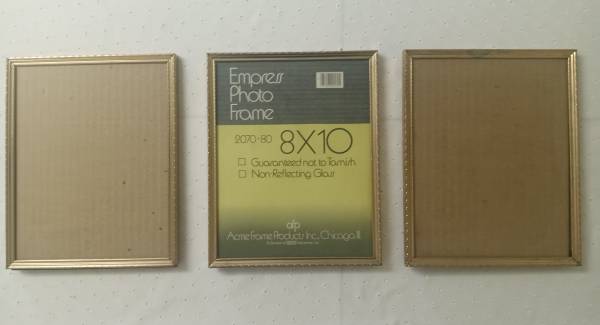 Empress
Photo
Frame
2070-80 8X10
Guaranteed not to Tarnish
Non-Reflecting Glass
afp
Acme Frame Products Inc., Chicago, Il.